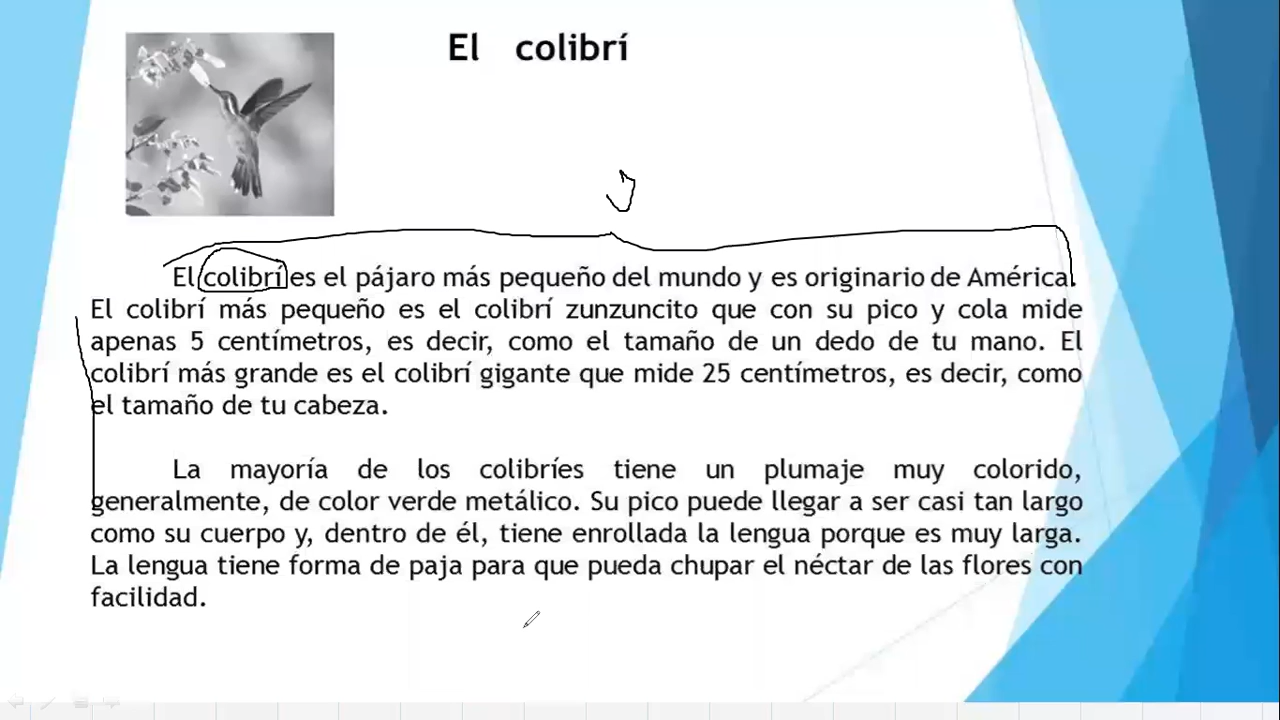 El colibrí
El colibrí es el pájaro más pequeño del mundo y es originario de América.
El colibrí más pequeño es el colibrí zunzuncito que con su pico y cola mide
apenas 5 centímetros, es decir, como el tamaño de un dedo de tu mano. El
colibrí más grande es el colibrí gigante que mide 25 centímetros, es decir, como
el tamaño de tu cabeza.
La mayoría de los colibríes tiene un plumaje muy colorido,
generalmente, de color verde metálico. Su pico puede llegar a ser casi tan largo
como su cuerpo y, dentro de él, tiene enrollada la lengua porque es muy larga.
La lengua tiene forma de paja para que pueda chupar el néctar de las flores con
facilidad.